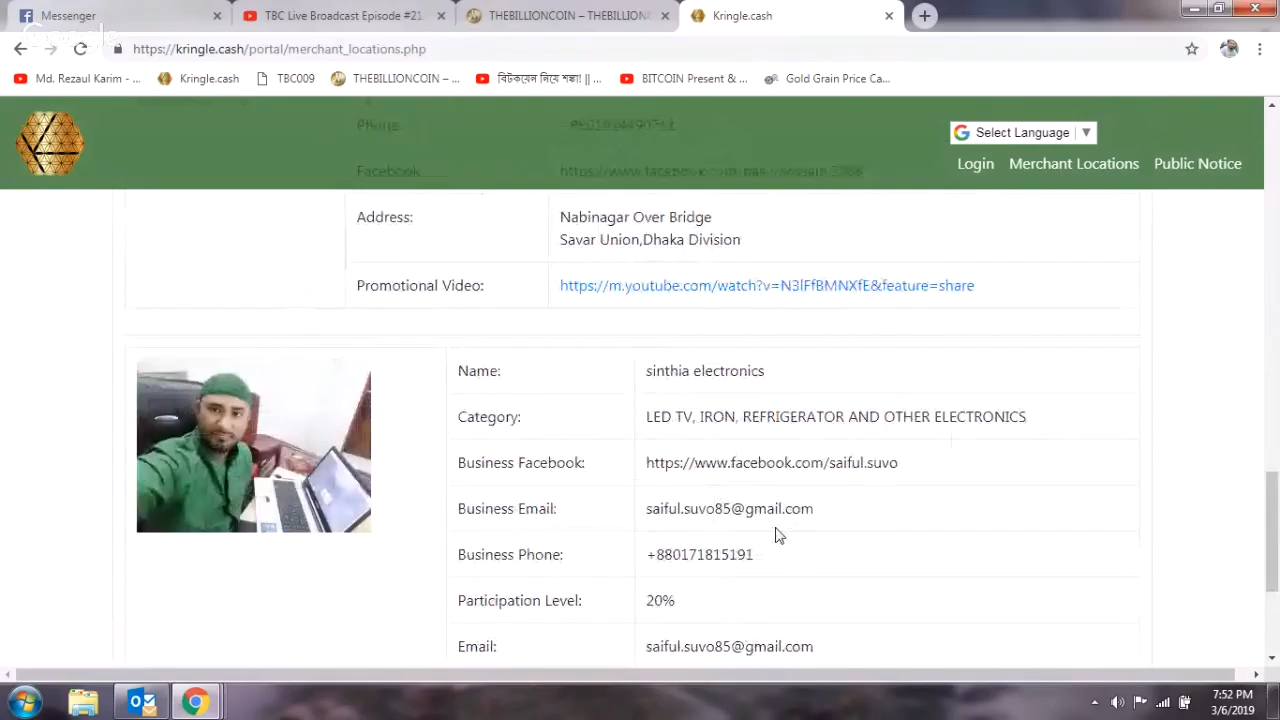 Messenger
TBC Live Broadcast Episode #21
THEBILLIONCOIN – THEBILLIONK
Kringle.cash
https://kringle.cash/portal/merchant_locations.php
Md. Rezaul Karim - ...
Kringle.cash
TBC009
THEBILLIONCOIN – ...
বিটকয়েন নিয়ে শঙ্কা! || ...
BITCOIN Present & ...
Gold Grain Price Ca...
Select Language
Login
Merchant Locations
Public Notice
Phone:
Facebook
Address:
Nabinagar Over Bridge
Savar Union,Dhaka Division
Promotional Video:
https://m.youtube.com/watch?v=N3lFfBMNXfE&feature=share
Name:
sinthia electronics
Category:
LED TV, IRON, REFRIGERATOR AND OTHER ELECTRONICS
Business Facebook:
https://www.facebook.com/saiful.suvo
Business Email:
saiful.suvo85@gmail.com
Business Phone:
+880171815191
Participation Level:
20%
Email:
saiful.suvo85@gmail.com
7:52 PM
3/6/2019